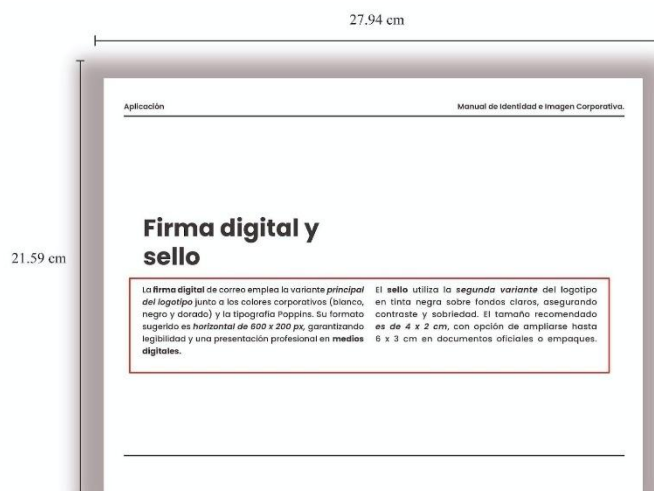 27.94 cm
Aplicación
Manual de Identidad e Imagen Corporativa.
21.59 cm
Firma digital y
sello
La firma digital de correo emplea la variante principal
del logotipo junto a los colores corporativos (blanco,
negro y dorado) y la tipografía Poppins. Su formato
sugerido es horizontal de 600 x 200 px, garantizando
legibilidad y una presentación profesional en medios
digitales.
El sello utiliza la segunda variante del logotipo
en tinta negra sobre fondos claros, asegurando
contraste y sobriedad. El tamaño recomendado
es de 4 x 2 cm, con opción de ampliarse hasta
6 x 3 cm en documentos oficiales o empaques.